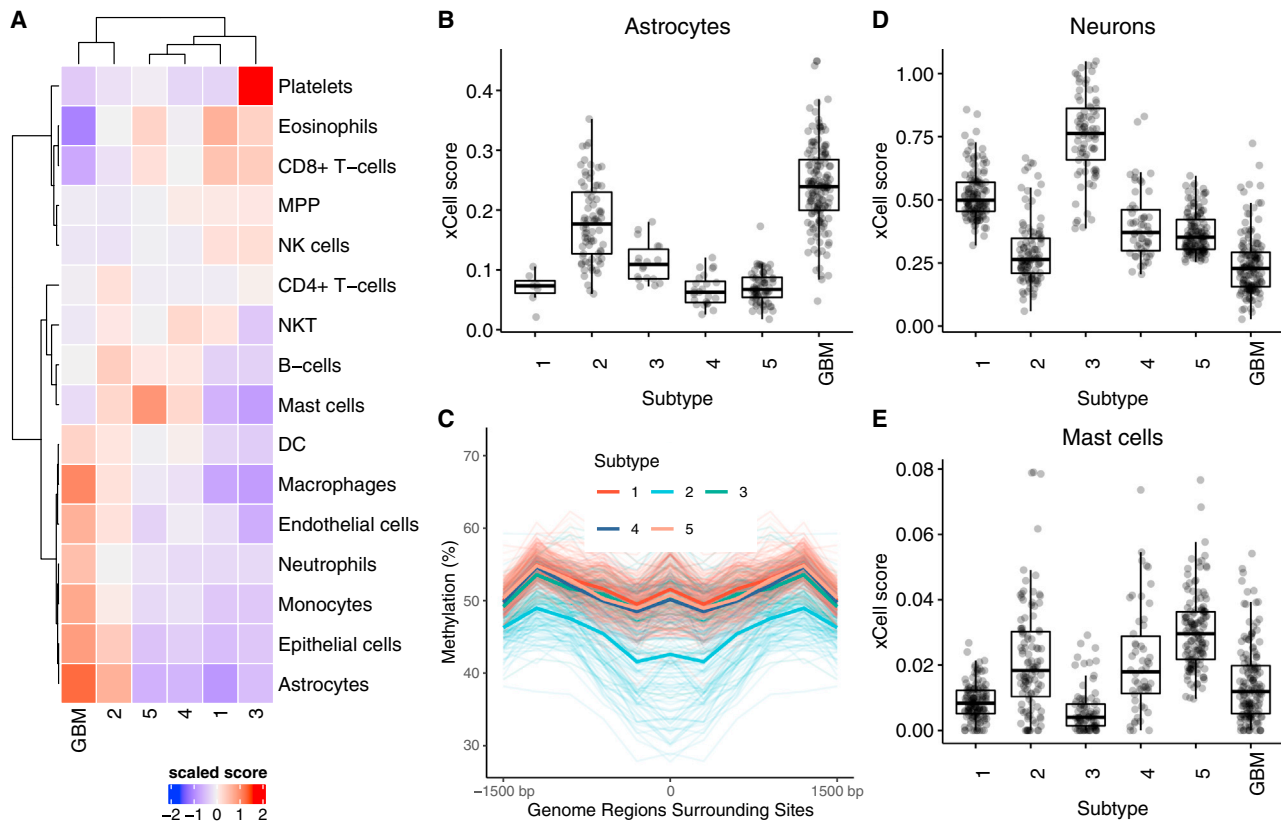 A
Platelets
Eosinophils
CD8+ T−cells
MPP
NK cells
CD4+ T−cells
NKT
B−cells
Mast cells
DC
Macrophages
Endothelial cells
Neutrophils
Monocytes
Epithelial cells
Astrocytes
GBM
2
5
4
1
3
scaled score
−2 −1 0 1 2
B
Astrocytes
xCell score
0.4
0.3
0.2
0.1
0.0
1
2
3
4
5
GBM
Subtype
C
Methylation (%)
70
60
50
40
30
Subtype
1 2 3
4 5
−1500 bp 0 1500 bp
Genome Regions Surrounding Sites
D
Neurons
xCell score
1.00
0.75
0.50
0.25
0.00
1
2
3
4
5
GBM
Subtype
E
Mast cells
xCell score
0.08
0.06
0.04
0.02
0.00
1
2
3
4
5
GBM
Subtype